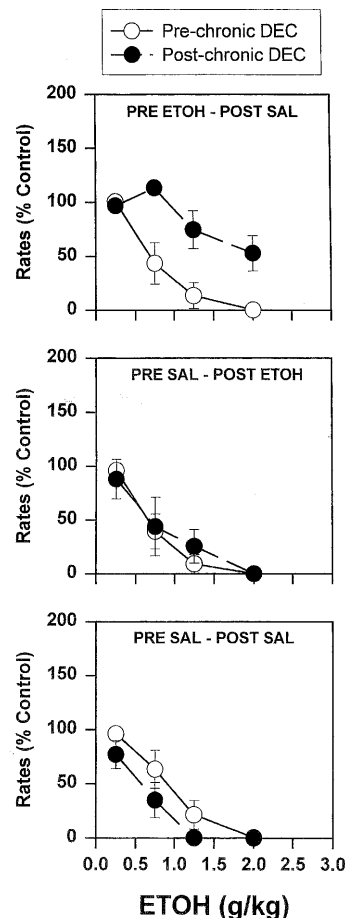 Pre-chronic DEC
Post-chronic DEC
PRE ETOH - POST SAL
200
150
100
50
0
Rates (% Control)
PRE SAL - POST ETOH
200
150
100
50
0
Rates (% Control)
PRE SAL - POST SAL
200
150
100
50
0
Rates (% Control)
0.0 0.5 1.0 1.5 2.0 2.5 3.0
ETOH (g/kg)